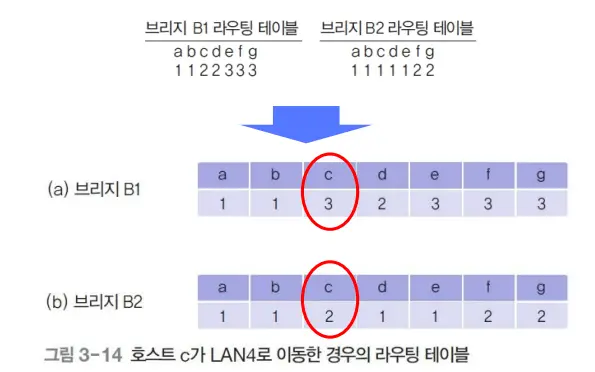 브리지 B1 라우팅 테이블 브리지 B2 라우팅 테이블
a b c d e f g a b c d e f g
1 1 2 2 3 3 3 1 1 1 1 1 2 2
a b c d e f g
(a) 브리지 B1 1 1 3 2 3 3 3
a b c d e f g
(b) 브리지 B2 1 1 2 1 1 2 2
그림 3-14 호스트 c가 LAN4로 이동한 경우의 라우팅 테이블